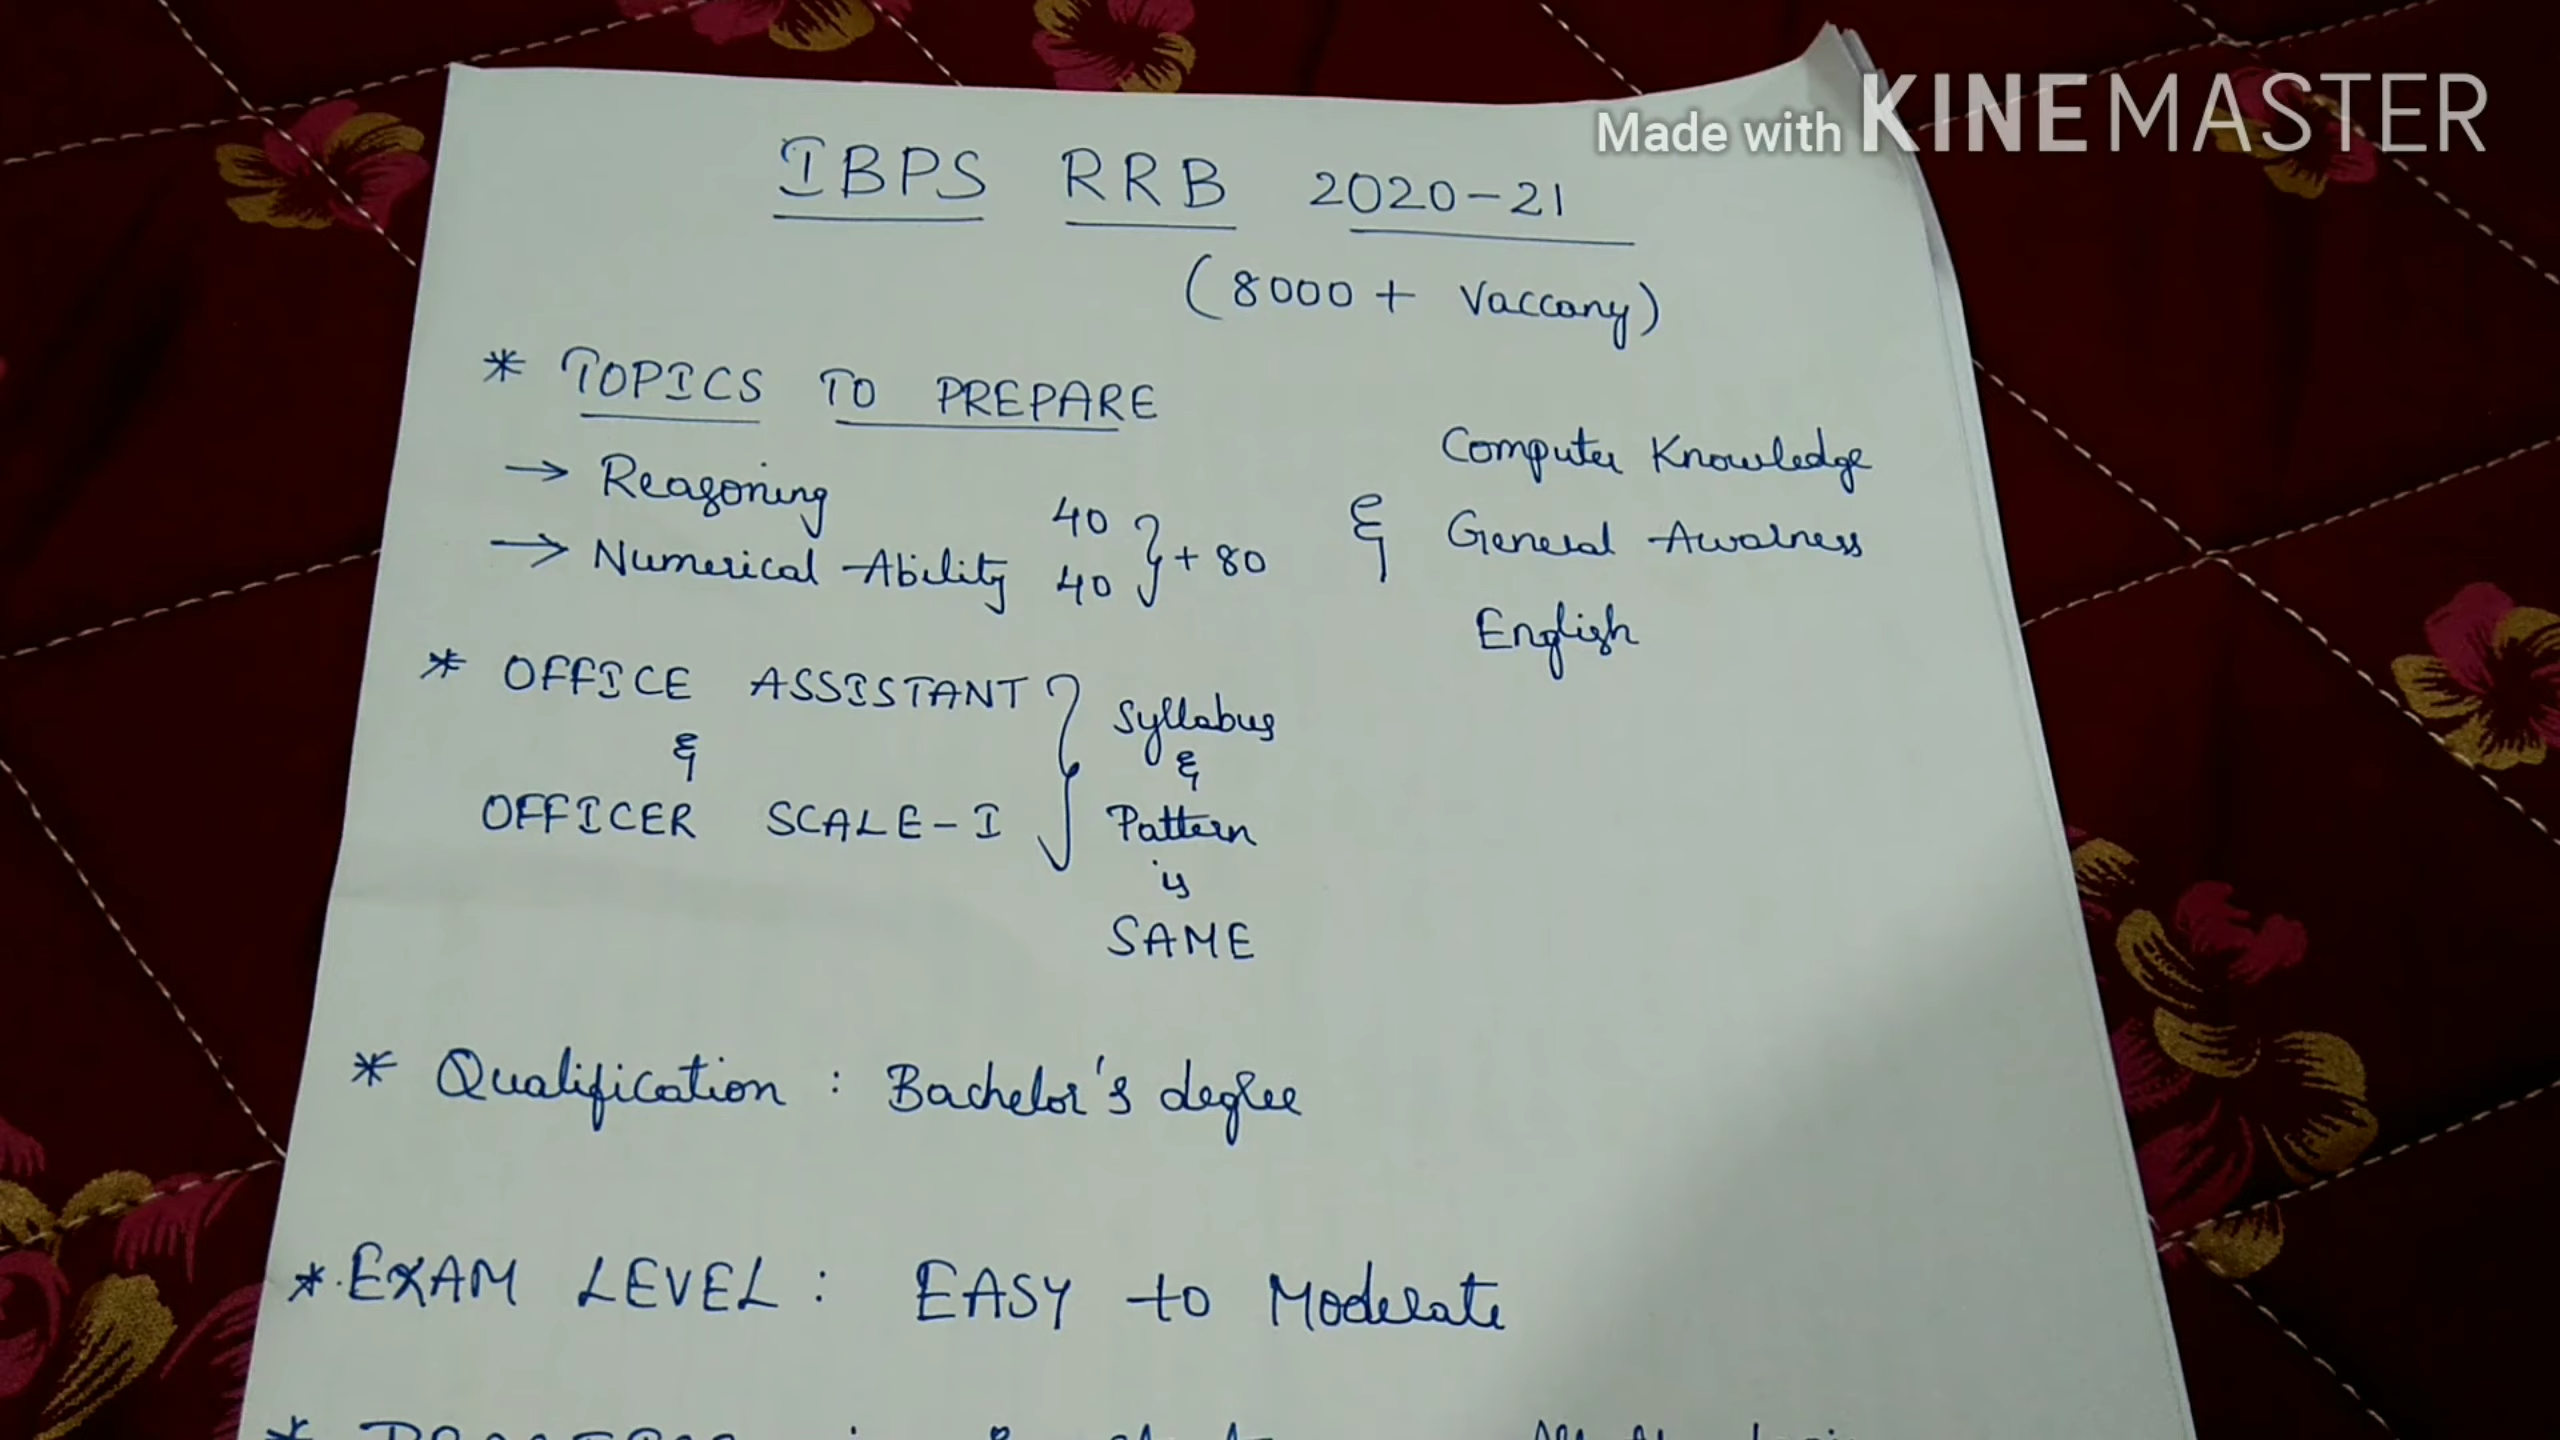 Made with KINEMASTER
IBPS RRB 2020-21
(8000 + Vaccany)
* TOPICS TO PREPARE
→ Reasoning 40
→ Numerical Ability 40 } + 80
& Computer Knowledge
General Awarness
English
* OFFICE ASSISTANT
&
OFFICER SCALE-I
} Syllabus
&
Pattern
is
SAME
* Qualification : Bachelor's degree
* EXAM LEVEL : EASY to Moderate